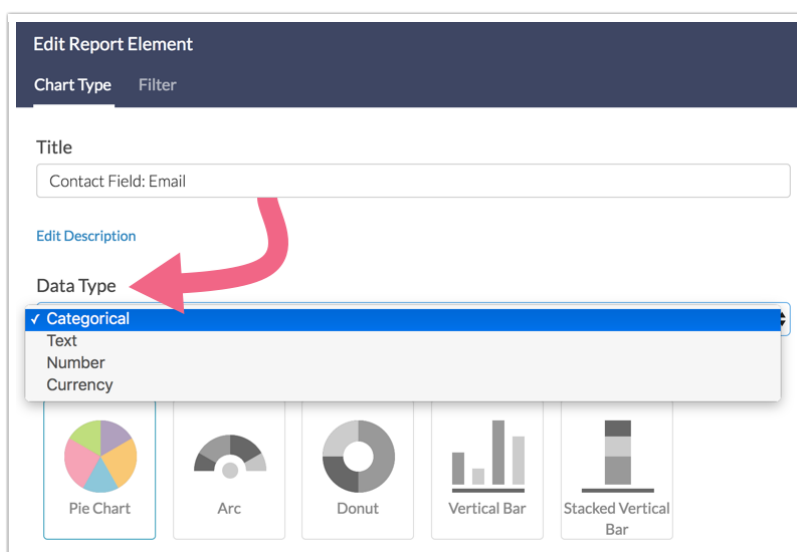 Edit Report Element
Chart Type Filter
Title
Contact Field: Email
Edit Description
Data Type
✓ Categorical
Text
Number
Currency
Pie Chart Arc Donut Vertical Bar Stacked Vertical
Bar